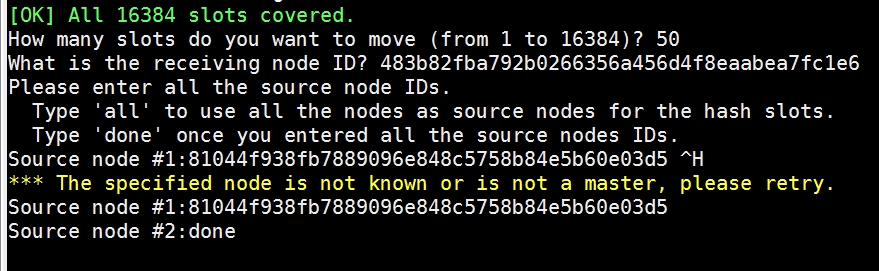 [OK] All 16384 slots covered.
How many slots do you want to move (from 1 to 16384)? 50
What is the receiving node ID? 483b82fba792b0266356a456d4f8eaabea7fc1e6
Please enter all the source node IDs.
  Type 'all' to use all the nodes as source nodes for the hash slots.
  Type 'done' once you entered all the source nodes IDs.
Source node #1:81044f938fb7889096e848c5758b84e5b60e03d5 ^H
*** The specified node is not known or is not a master, please retry.
Source node #1:81044f938fb7889096e848c5758b84e5b60e03d5
Source node #2:done